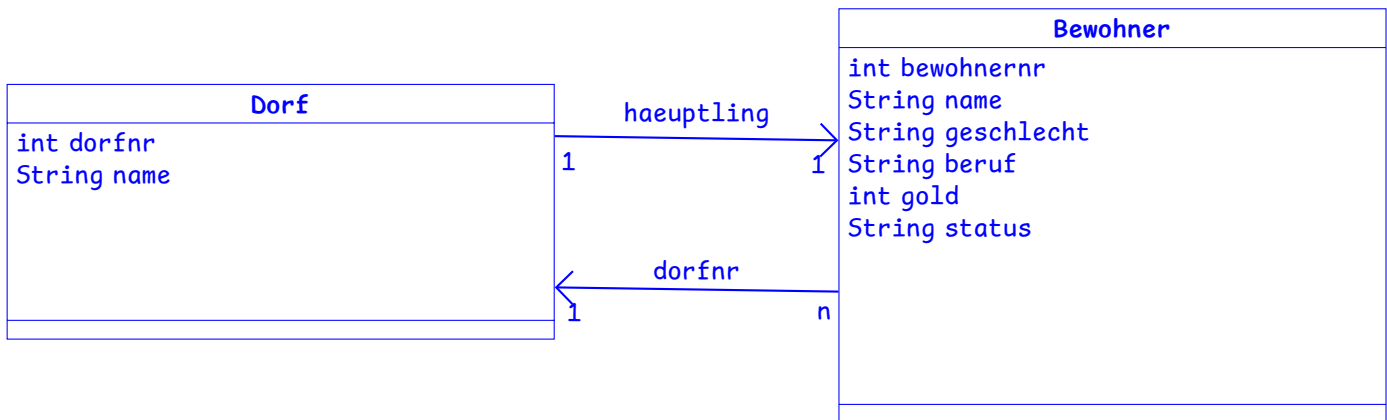 Dorf
int dorfnr
String name
haeuptling
1
1
dorfnr
1
n
Bewohner
int bewohnernr
String name
String geschlecht
String beruf
int gold
String status